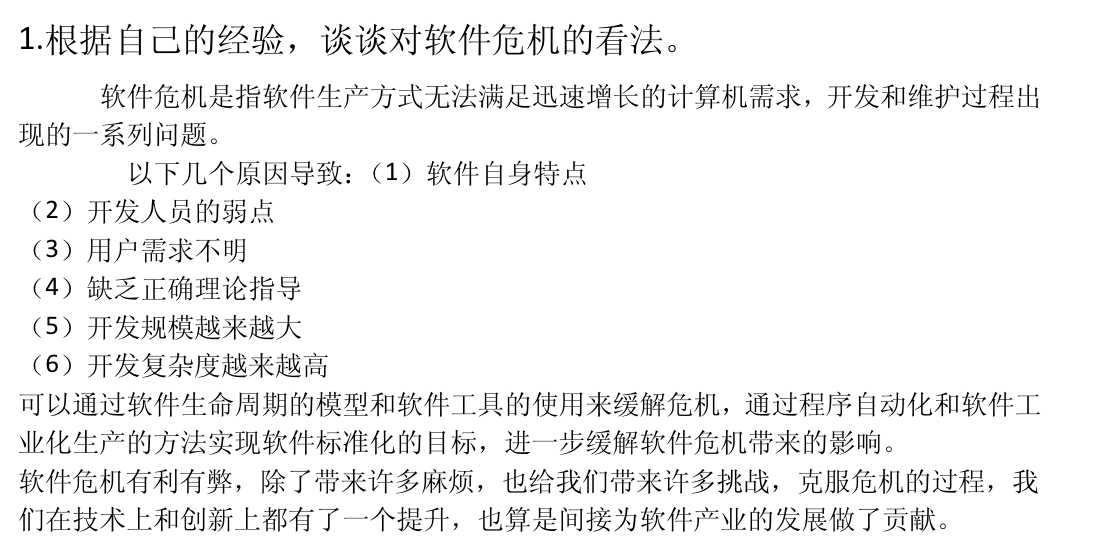 1.根据自己的经验，谈谈对软件危机的看法。
软件危机是指软件生产方式无法满足迅速增长的计算机需求，开发和维护过程出
现的一系列问题。
以下几个原因导致：（1）软件自身特点
（2）开发人员的弱点
（3）用户需求不明
（4）缺乏正确理论指导
（5）开发规模越来越大
（6）开发复杂度越来越高
可以通过软件生命周期的模型和软件工具的使用来缓解危机，通过程序自动化和软件工
业化生产的方法实现软件标准化的目标，进一步缓解软件危机带来的影响。
软件危机有利有弊，除了带来许多麻烦，也给我们带来许多挑战，克服危机的过程，我
们在技术上和创新上都有了一个提升，也算是间接为软件产业的发展做了贡献。